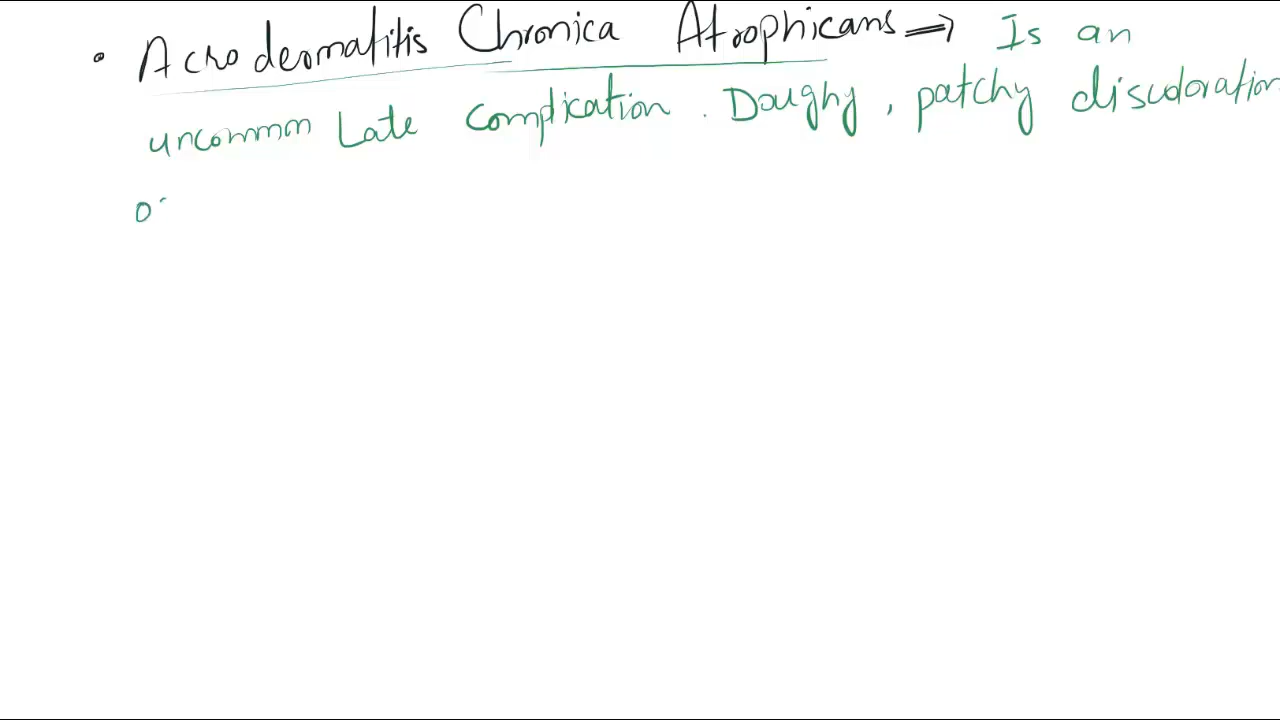 • Acrodermatitis Chronica Atrophicans ⇒ Is an
uncommon Late complication. Doughy, patchy discoloration